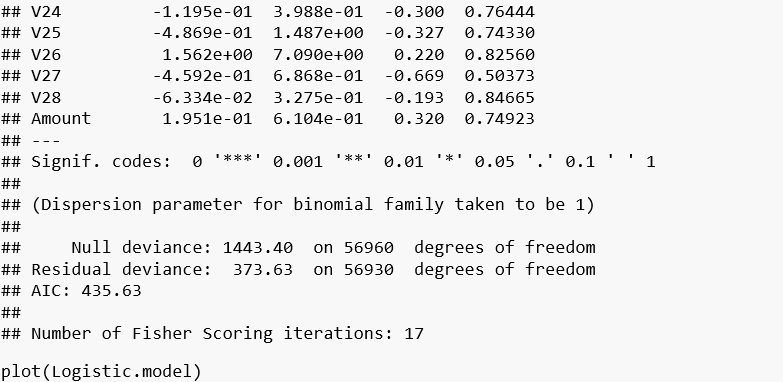 ## V24         -1.195e-01  3.988e-01  -0.300  0.76444
## V25         -4.869e-01  1.487e+00  -0.327  0.74330
## V26          1.562e+00  7.090e+00   0.220  0.82560
## V27         -4.592e-01  6.868e-01  -0.669  0.50373
## V28         -6.334e-02  3.275e-01  -0.193  0.84665
## Amount       1.951e-01  6.104e-01   0.320  0.74923
## ---
## Signif. codes:  0 '***' 0.001 '**' 0.01 '*' 0.05 '.' 0.1 ' ' 1
##
## (Dispersion parameter for binomial family taken to be 1)
##
##     Null deviance: 1443.40  on 56960  degrees of freedom
## Residual deviance:  373.63  on 56930  degrees of freedom
## AIC: 435.63
##
## Number of Fisher Scoring iterations: 17
plot(Logistic.model)